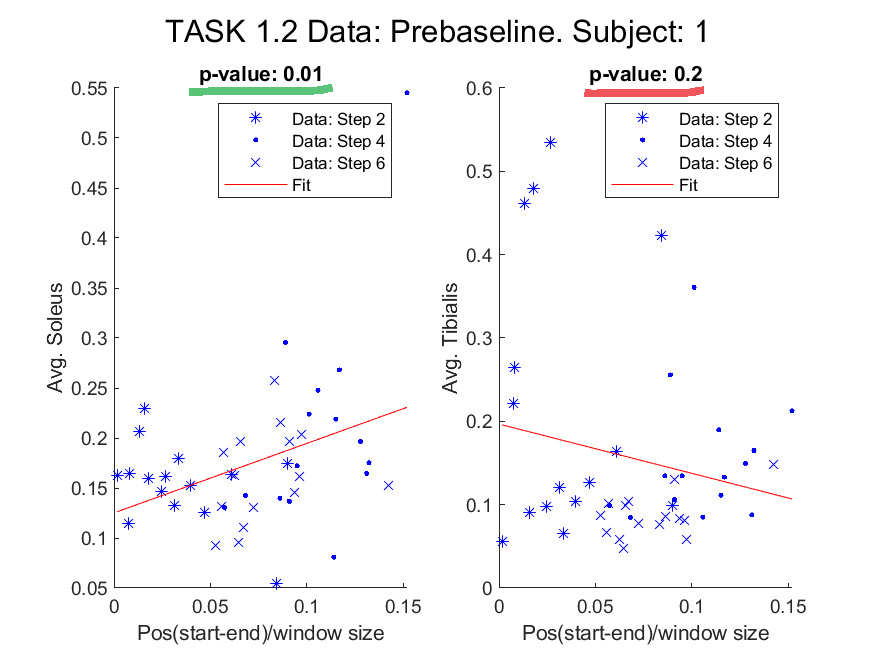 TASK 1.2 Data: Prebaseline. Subject: 1
p-value: 0.01
0.55
0.5
0.45
0.4
0.35
0.3
0.25
0.2
0.15
0.1
0.05
Avg. Soleus
Data: Step 2
Data: Step 4
Data: Step 6
Fit
0 0.05 0.1 0.15
Pos(start-end)/window size
p-value: 0.2
0.6
0.5
0.4
0.3
0.2
0.1
0
Avg. Tibialis
Data: Step 2
Data: Step 4
Data: Step 6
Fit
0 0.05 0.1 0.15
Pos(start-end)/window size